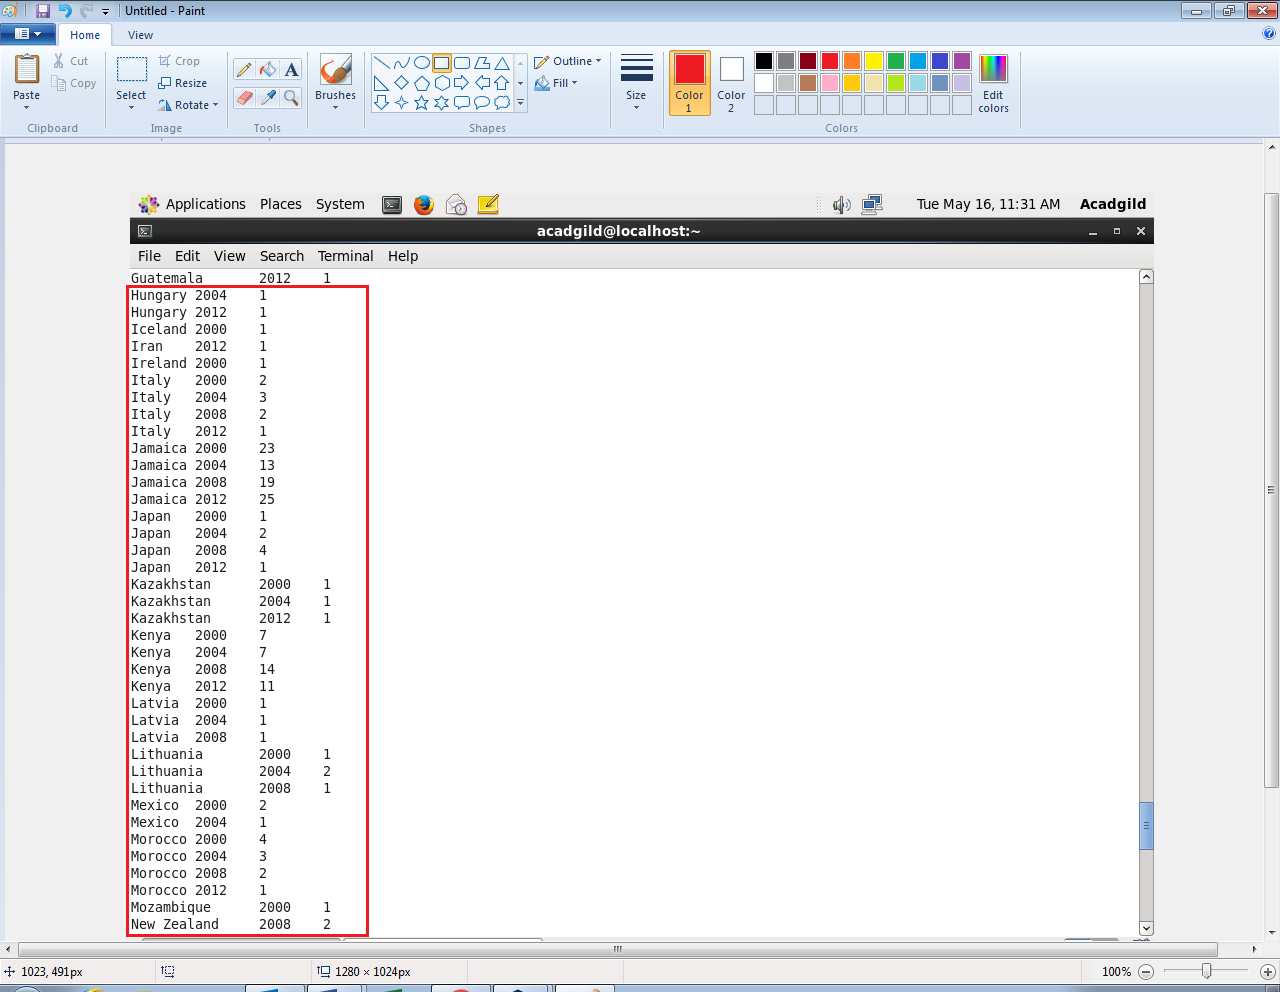 Untitled - Paint
Home View
Paste
Cut
Copy
Clipboard
Select
Crop
Resize
Rotate
Image
Tools
Brushes
Shapes
Outline
Fill
Size
Color 1
Color 2
Edit colors
Colors
Applications Places System Tue May 16, 11:31 AM Acadgild
acadgild@localhost:~
File Edit View Search Terminal Help
Guatemala 2012 1
Hungary 2004 1
Hungary 2012 1
Iceland 2000 1
Iran 2012 1
Ireland 2000 1
Italy 2000 2
Italy 2004 3
Italy 2008 2
Italy 2012 1
Jamaica 2000 23
Jamaica 2004 13
Jamaica 2008 19
Jamaica 2012 25
Japan 2000 1
Japan 2004 2
Japan 2008 4
Japan 2012 1
Kazakhstan 2000 1
Kazakhstan 2004 1
Kazakhstan 2012 1
Kenya 2000 7
Kenya 2004 7
Kenya 2008 14
Kenya 2012 11
Latvia 2000 1
Latvia 2004 1
Latvia 2008 1
Lithuania 2000 1
Lithuania 2004 2
Lithuania 2008 1
Mexico 2000 2
Mexico 2004 1
Morocco 2000 4
Morocco 2004 3
Morocco 2008 2
Morocco 2012 1
Mozambique 2000 1
New Zealand 2008 2
1023, 491px 1280 × 1024px 100%